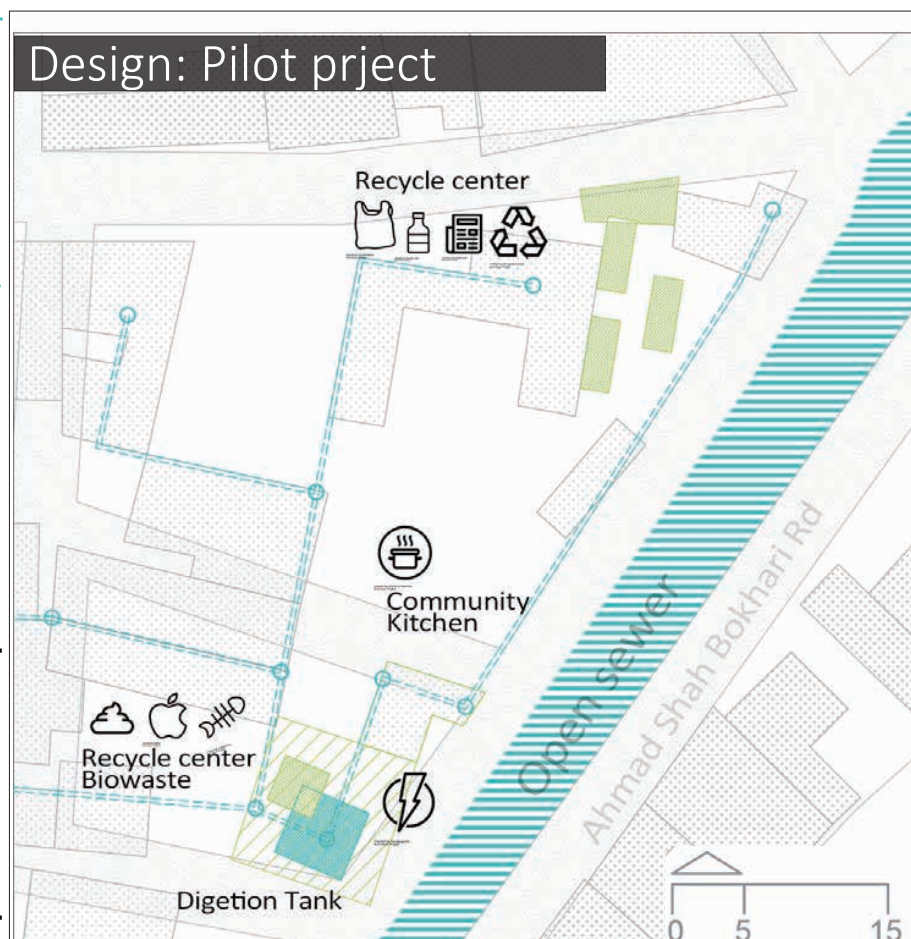 Design: Pilot prject
Recycle center
Community
Kitchen
Open sewer
Ahmad Shah Bokhari Rd
Recycle center
Biowaste
Digetion Tank
0 5 15